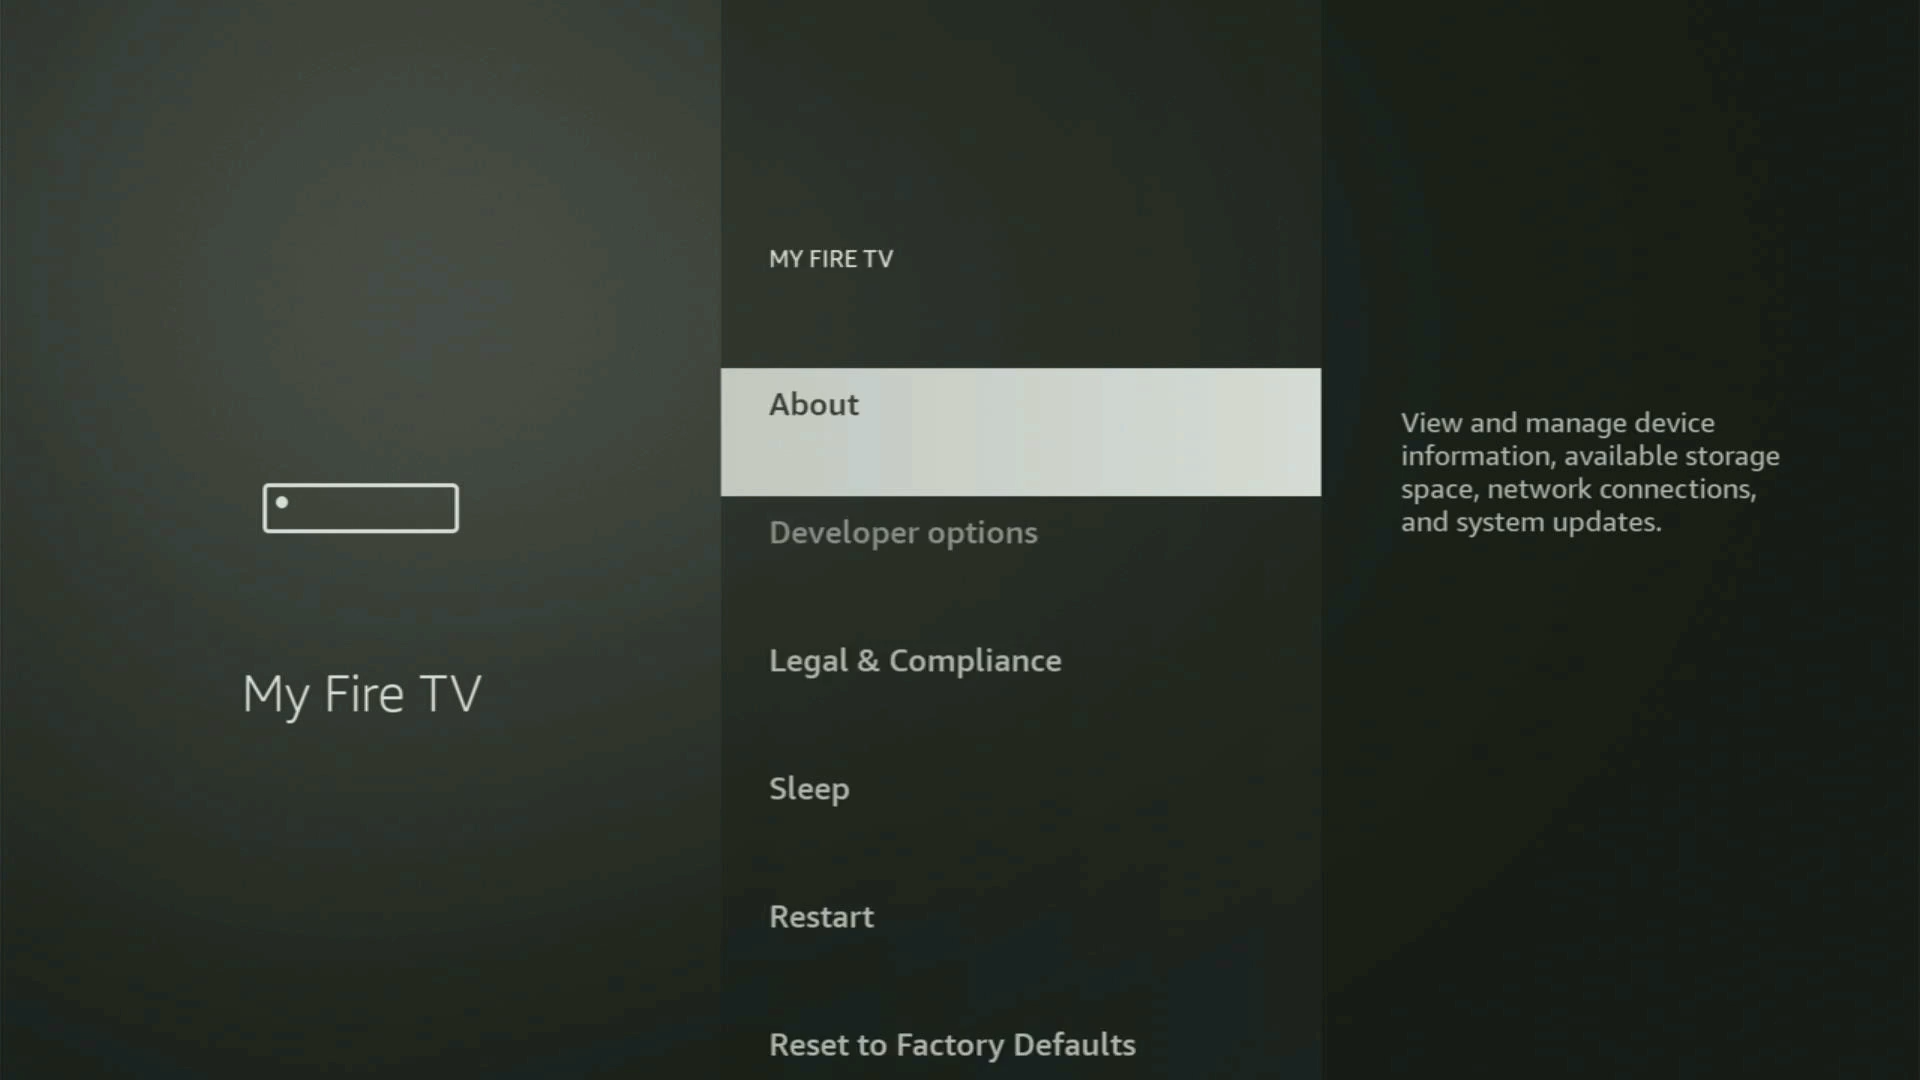 My Fire TV
MY FIRE TV
About
Developer options
Legal & Compliance
Sleep
Restart
Reset to Factory Defaults
View and manage device
information, available storage
space, network connections,
and system updates.